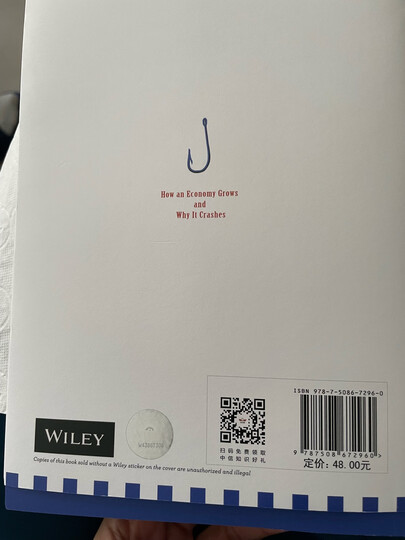 How an Economy Grows
and
Why It Crashes
ISBN 978-7-5086-7296-0
扫码免费领取
中信知识好礼
9 787508 672960 >
定价: 48.00元
WILEY
Copies of this book sold without a Wiley sticker on the cover are unauthorized and illegal